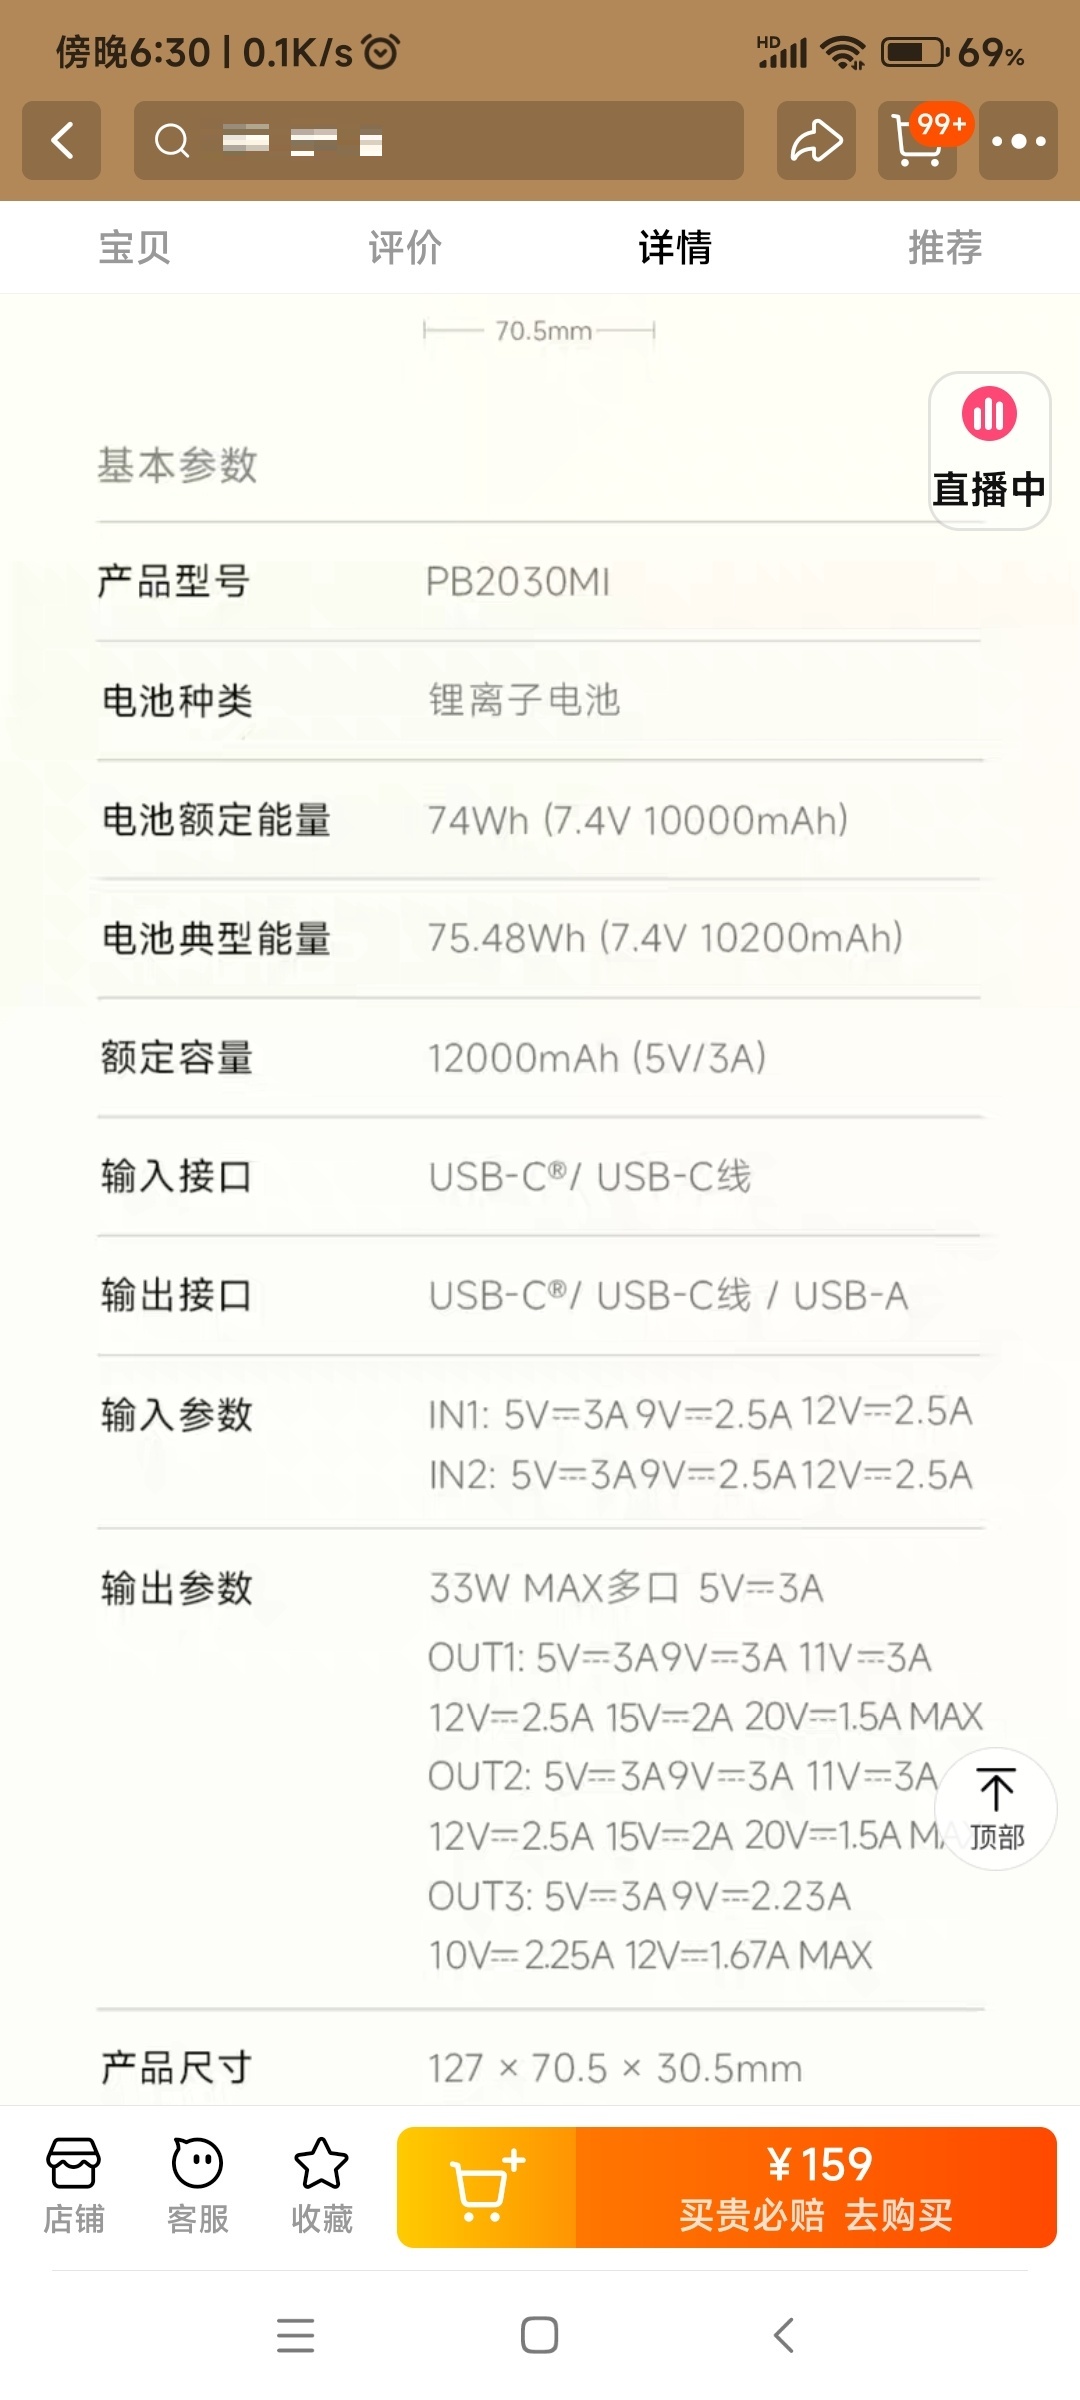 傍晚6:30 | 0.1K/s
HD
69%
99+
宝贝 评价 详情 推荐
70.5mm
直播中
基本参数
产品型号 PB2030MI
电池种类 锂离子电池
电池额定能量 74Wh (7.4V 10000mAh)
电池典型能量 75.48Wh (7.4V 10200mAh)
额定容量 12000mAh (5V/3A)
输入接口 USB-C®/ USB-C线
输出接口 USB-C®/ USB-C线 / USB-A
输入参数 IN1: 5V⎓3A 9V⎓2.5A 12V⎓2.5A
IN2: 5V⎓3A 9V⎓2.5A 12V⎓2.5A
输出参数 33W MAX多口 5V⎓3A
OUT1: 5V⎓3A 9V⎓3A 11V⎓3A
12V⎓2.5A 15V⎓2A 20V⎓1.5A MAX
OUT2: 5V⎓3A 9V⎓3A 11V⎓3A
12V⎓2.5A 15V⎓2A 20V⎓1.5A
OUT3: 5V⎓3A 9V⎓2.23A
10V⎓2.25A 12V⎓1.67A MAX
顶部
产品尺寸 127 × 70.5 × 30.5mm
店铺 客服 收藏
¥159
买贵必赔 去购买